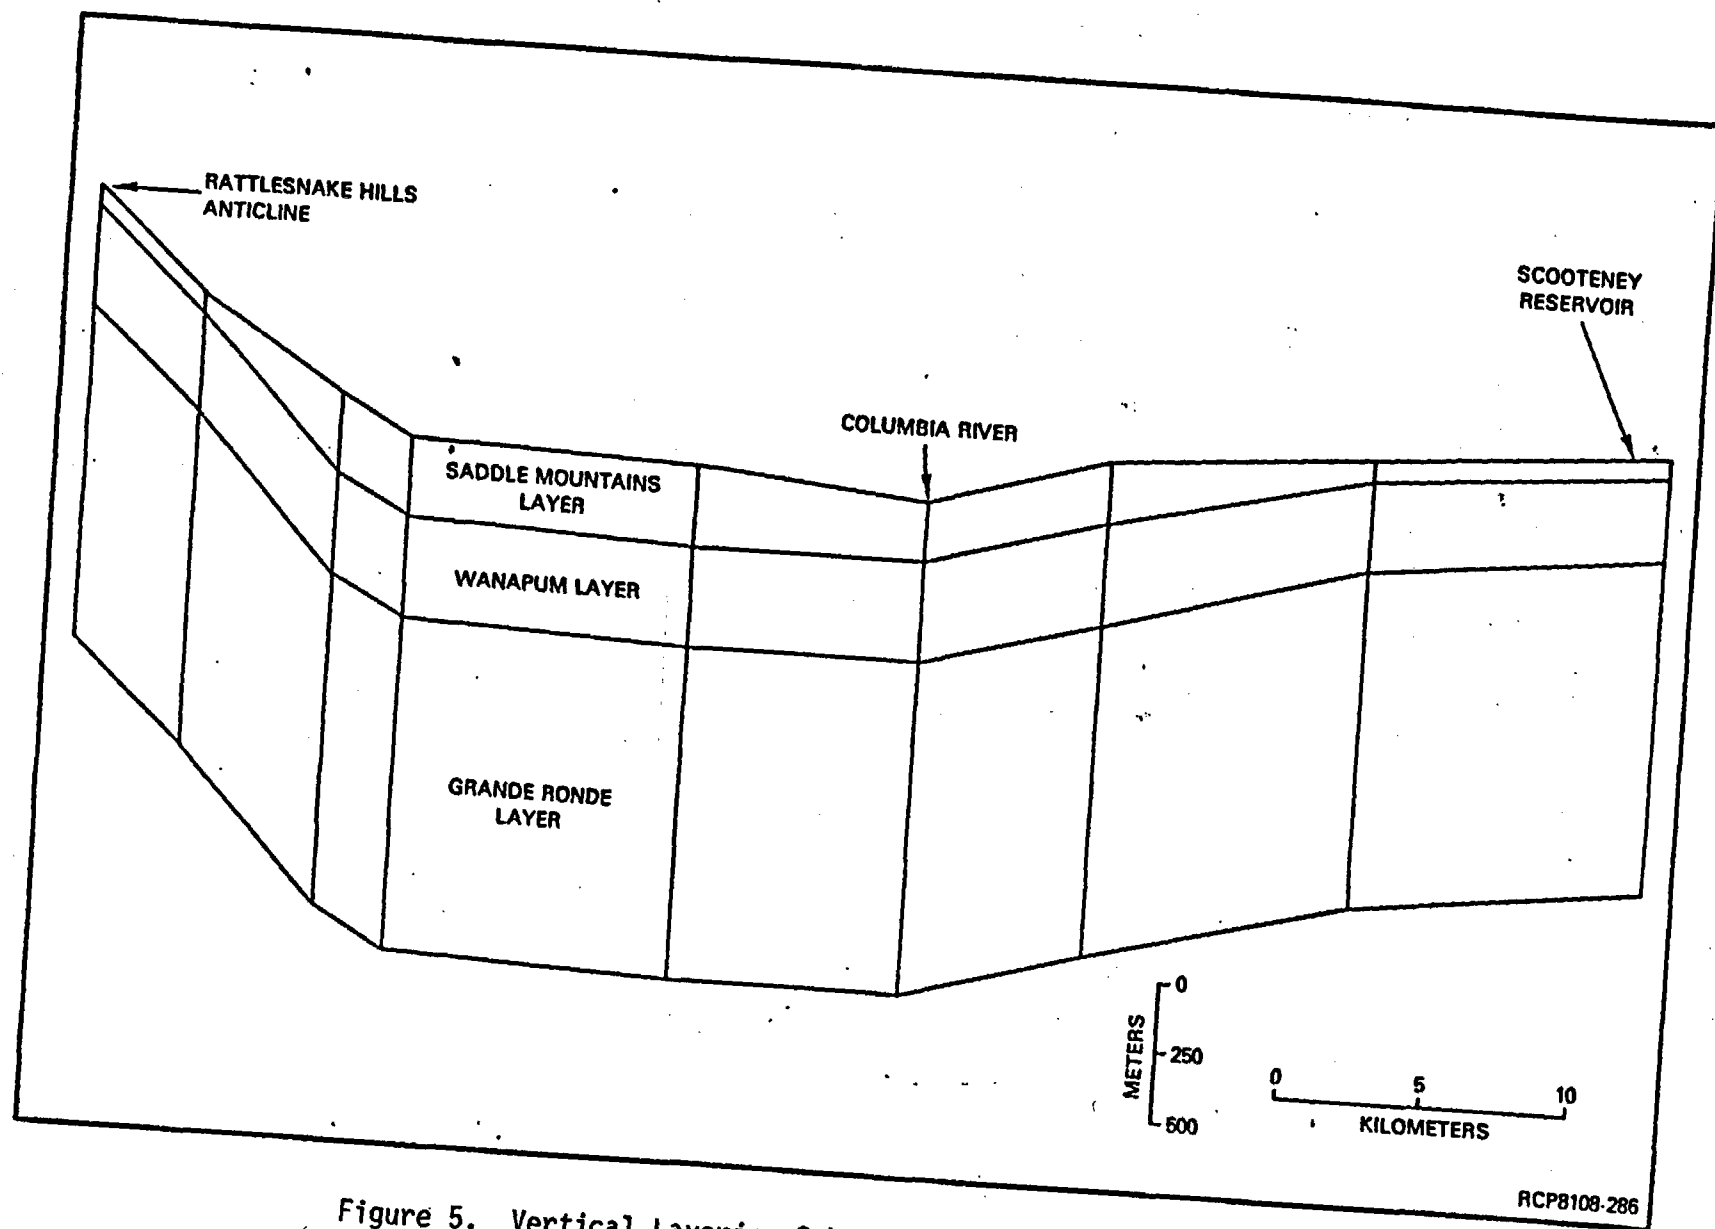 RATTLESNAKE HILLS
ANTICLINE
SCOOTENEY
RESERVOIR
COLUMBIA RIVER
SADDLE MOUNTAINS
LAYER
WANAPUM LAYER
GRANDE RONDE
LAYER
METERS
0
250
500
0 5 10
KILOMETERS
RCP8108-286
Figure 5. Vertical